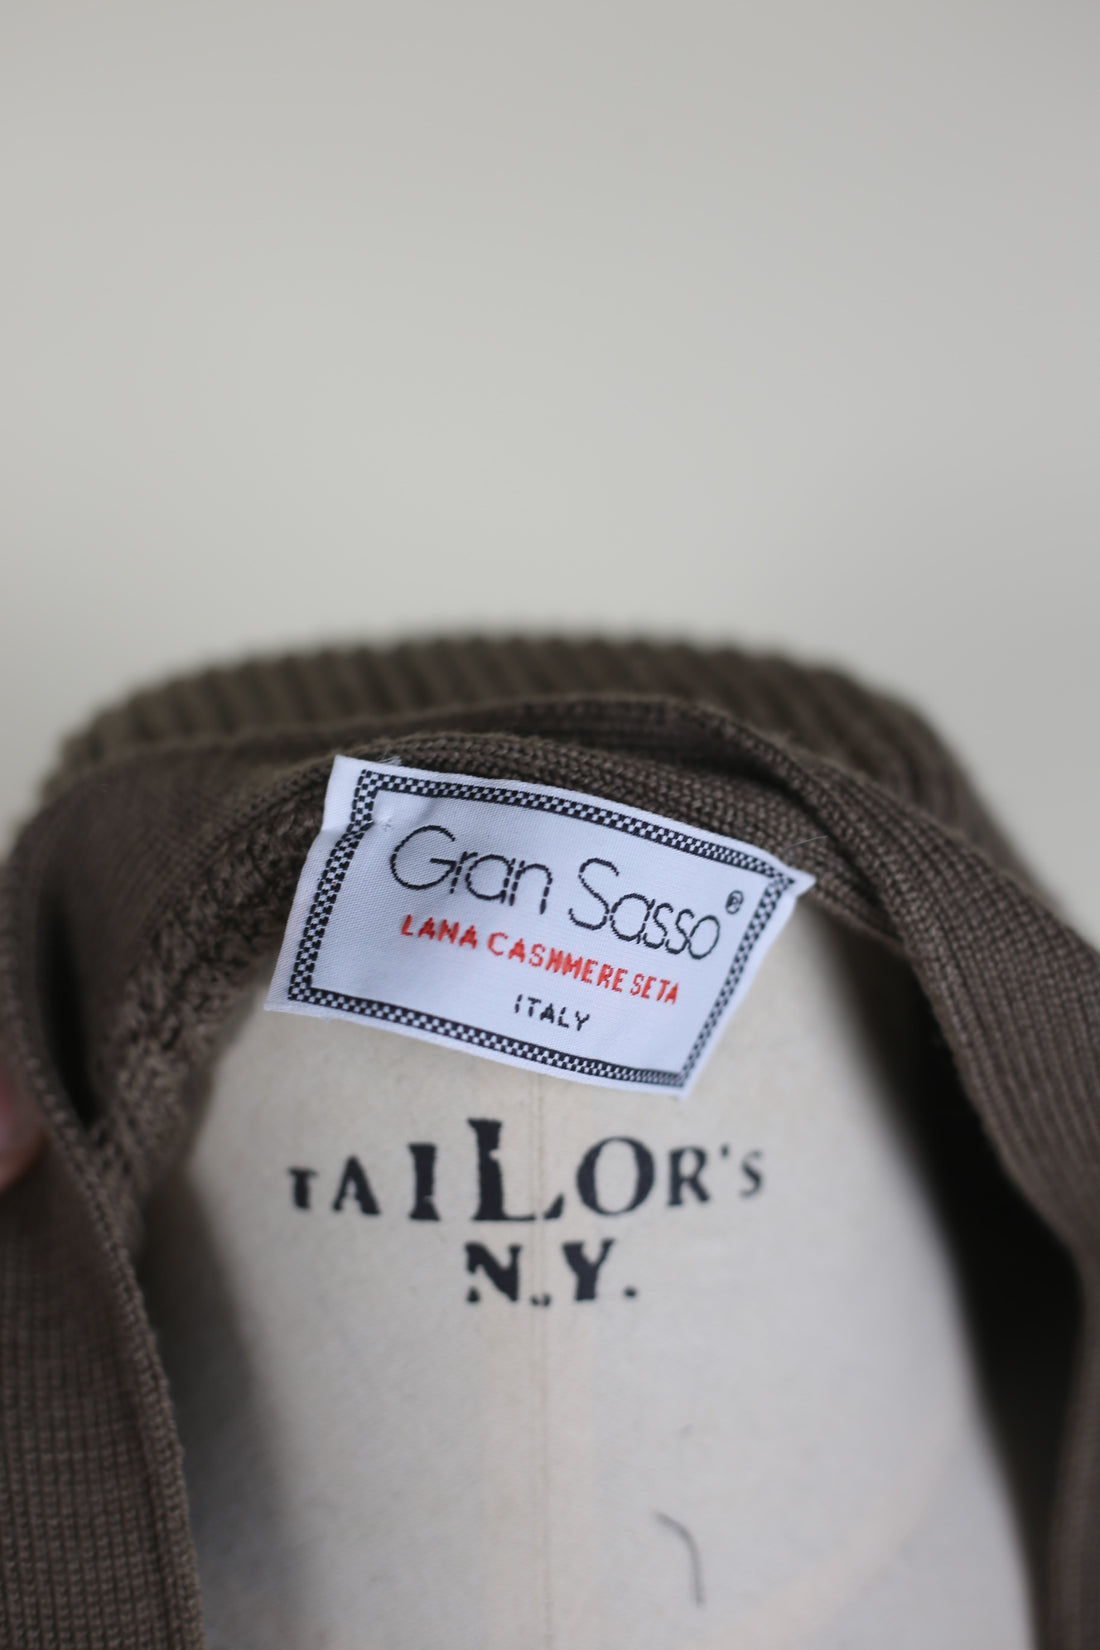 Gran Sasso®
LANA CASHMERE SETA
ITALY
TAILOR'S
N.Y.